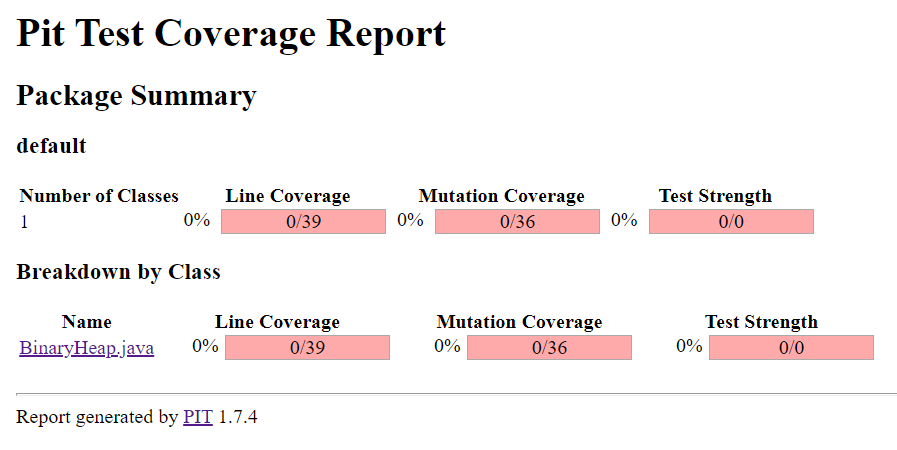 Pit Test Coverage Report
Package Summary
default
Number of Classes Line Coverage Mutation Coverage Test Strength
1 0% 0/39 0% 0/36 0% 0/0
Breakdown by Class
Name Line Coverage Mutation Coverage Test Strength
BinaryHeap.java 0% 0/39 0% 0/36 0% 0/0
Report generated by PIT 1.7.4